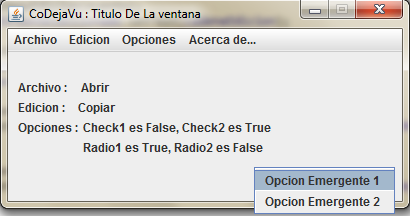 CoDejaVu : Titulo De La ventana
Archivo Edicion Opciones Acerca de...
Archivo : Abrir
Edicion : Copiar
Opciones : Check1 es False, Check2 es True
Radio1 es True, Radio2 es False
Opcion Emergente 1
Opcion Emergente 2